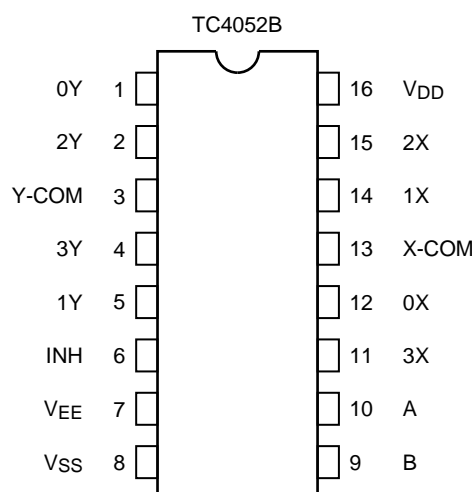 TC4052B
0Y 1 16 VDD
2Y 2 15 2X
Y-COM 3 14 1X
3Y 4 13 X-COM
1Y 5 12 0X
INH 6 11 3X
VEE 7 10 A
VSS 8 9 B